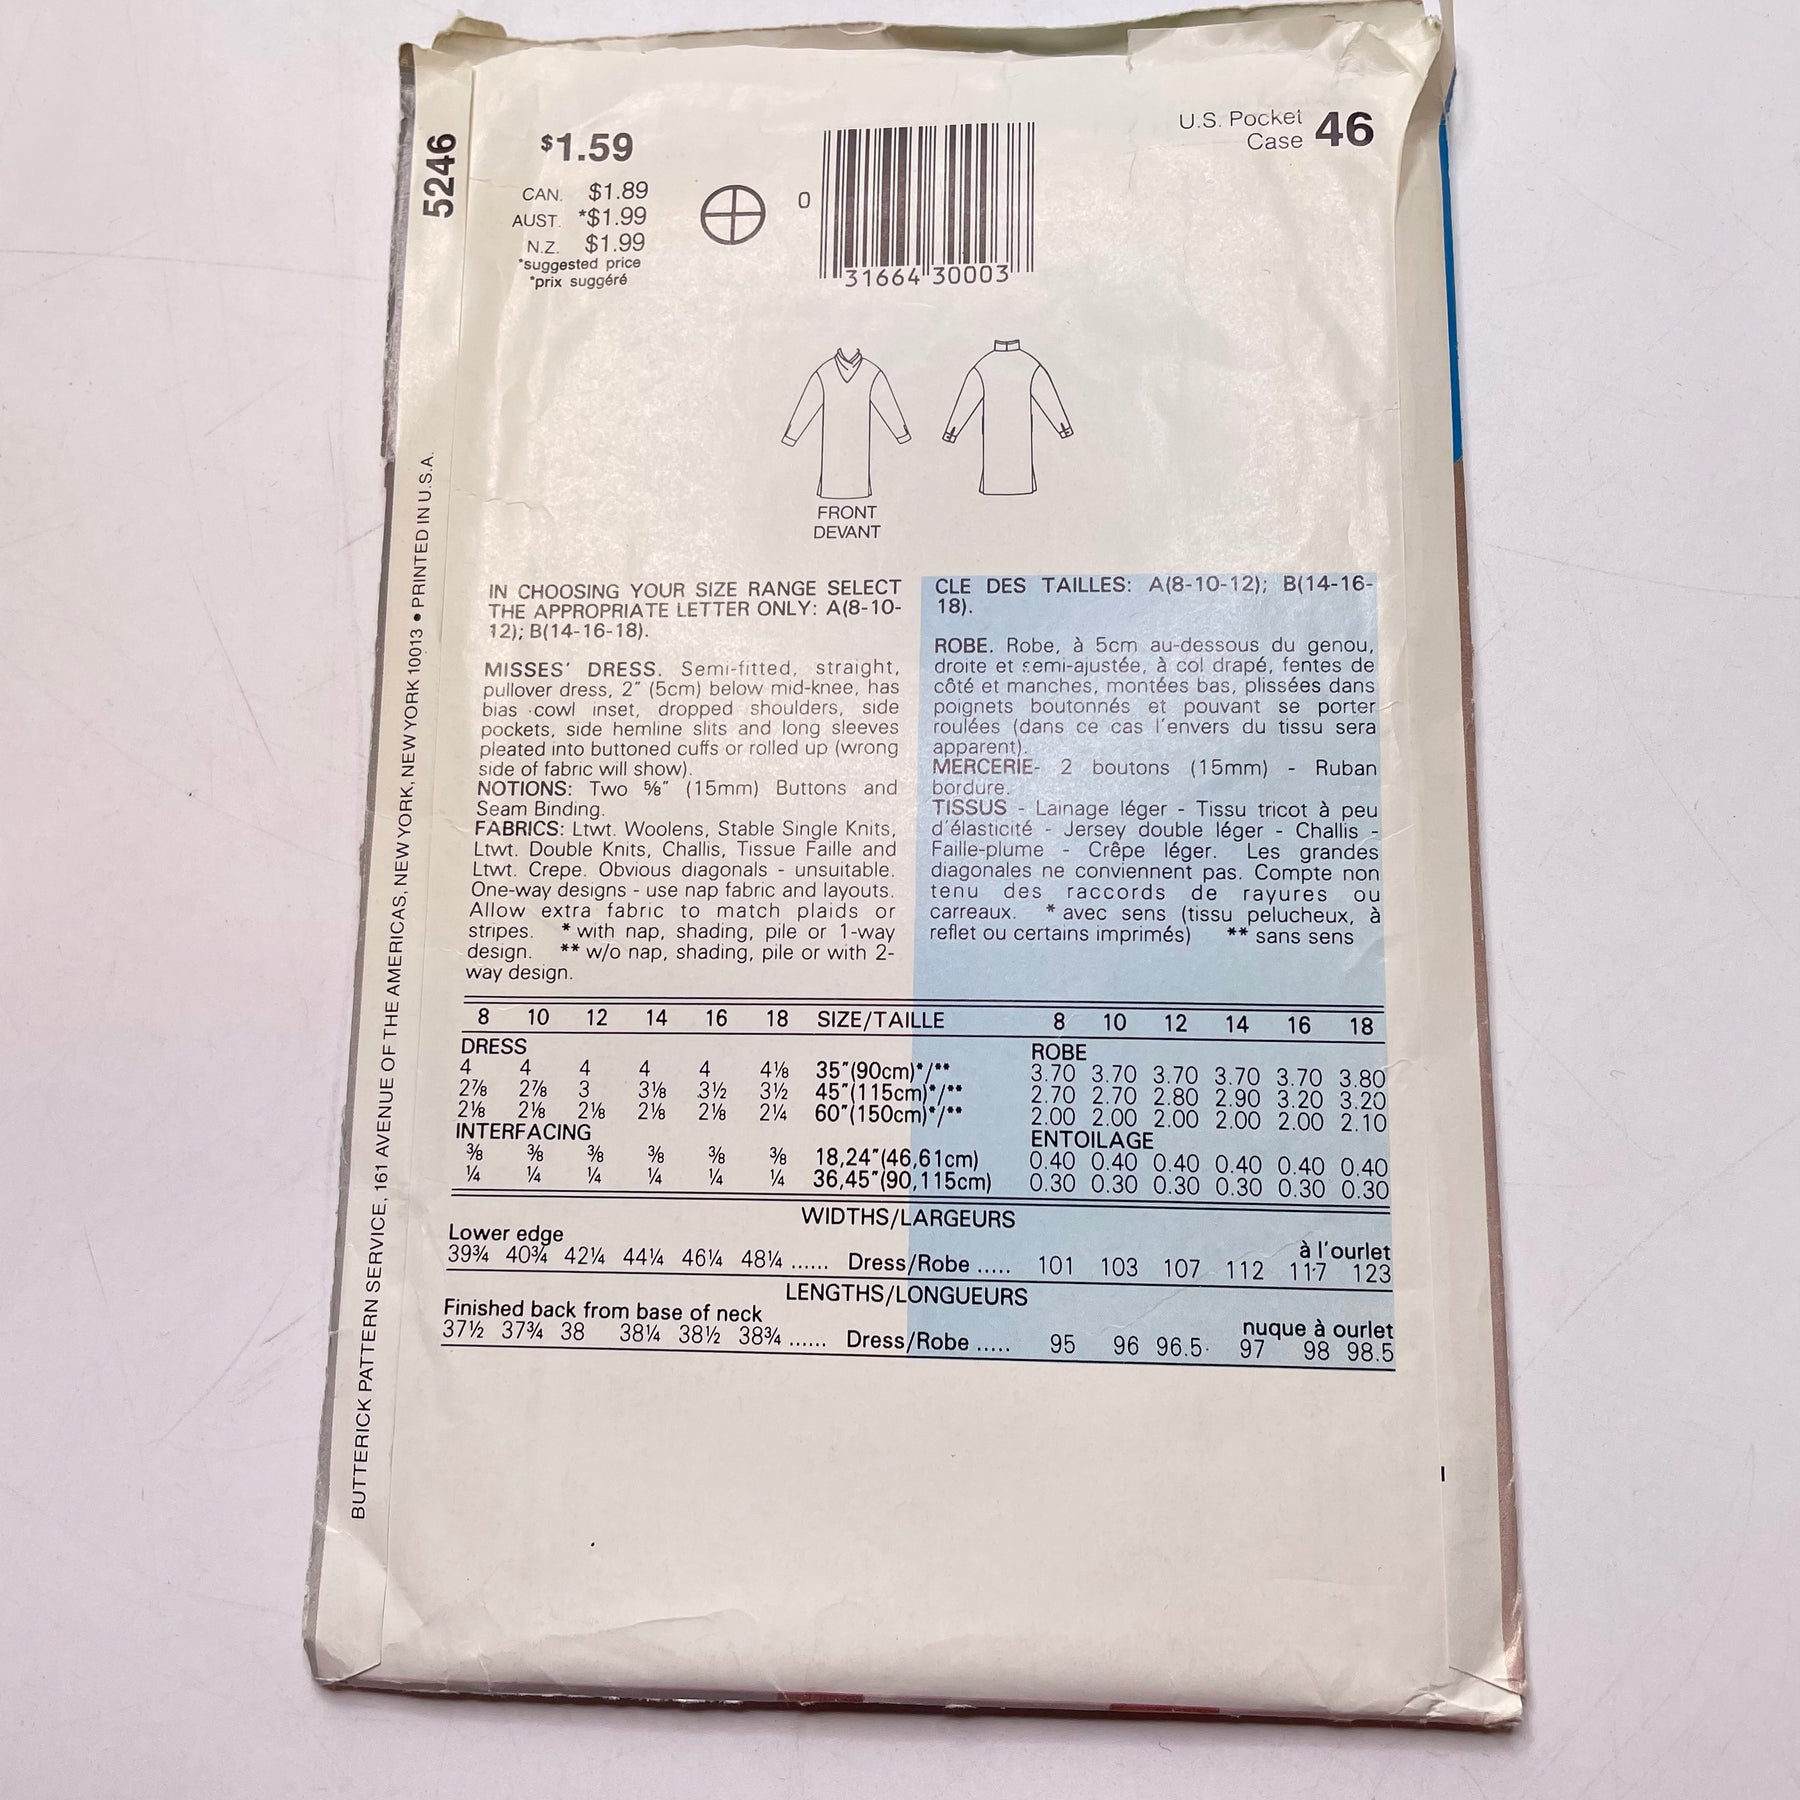 5246
$1.59
CAN. $1.89
AUST. *$1.99
N.Z. $1.99
*suggested price
*prix suggéré
0
31664 30003
U.S. Pocket
Case 46
FRONT
DEVANT
BUTTERICK PATTERN SERVICE, 161 AVENUE OF THE AMERICAS, NEW YORK, NEW YORK 10013 • PRINTED IN U.S.A.
IN CHOOSING YOUR SIZE RANGE SELECT
THE APPROPRIATE LETTER ONLY: A(8-10-
12); B(14-16-18).
MISSES' DRESS. Semi-fitted, straight,
pullover dress, 2" (5cm) below mid-knee, has
bias cowl inset, dropped shoulders, side
pockets, side hemline slits and long sleeves
pleated into buttoned cuffs or rolled up (wrong
side of fabric will show).
NOTIONS: Two ⅝" (15mm) Buttons and
Seam Binding.
FABRICS: Ltwt. Woolens, Stable Single Knits,
Ltwt. Double Knits, Challis, Tissue Faille and
Ltwt. Crepe. Obvious diagonals - unsuitable.
One-way designs - use nap fabric and layouts.
Allow extra fabric to match plaids or
stripes. * with nap, shading, pile or 1-way
design. ** w/o nap, shading, pile or with 2-
way design.
CLE DES TAILLES: A(8-10-12); B(14-16-
18).
ROBE. Robe, à 5cm au-dessous du genou,
droite et semi-ajustée, à col drapé, fentes de
côté et manches, montées bas, plissées dans
poignets boutonnés et pouvant se porter
roulées (dans ce cas l'envers du tissu sera
apparent).
MERCERIE- 2 boutons (15mm) - Ruban
bordure.
TISSUS - Lainage léger - Tissu tricot à peu
d'élasticité - Jersey double léger - Challis -
Faille-plume - Crêpe léger. Les grandes
diagonales ne conviennent pas. Compte non
tenu des raccords de rayures ou
carreaux. * avec sens (tissu pelucheux, à
reflet ou certains imprimés) ** sans sens
8 10 12 14 16 18 SIZE/TAILLE 8 10 12 14 16 18
DRESS ROBE
4 4 4 4 4 4⅛ 35"(90cm)*/** 3.70 3.70 3.70 3.70 3.70 3.80
2⅞ 2⅞ 3 3⅛ 3½ 3½ 45"(115cm)*/** 2.70 2.70 2.80 2.90 3.20 3.20
2⅛ 2⅛ 2⅛ 2⅛ 2⅛ 2¼ 60"(150cm)*/** 2.00 2.00 2.00 2.00 2.00 2.10
INTERFACING ENTOILAGE
⅜ ⅜ ⅜ ⅜ ⅜ ⅜ 18,24"(46,61cm) 0.40 0.40 0.40 0.40 0.40 0.40
¼ ¼ ¼ ¼ ¼ ¼ 36,45"(90,115cm) 0.30 0.30 0.30 0.30 0.30 0.30
WIDTHS/LARGEURS
Lower edge à l'ourlet
39¾ 40¾ 42¼ 44¼ 46¼ 48¼ ...... Dress/Robe ..... 101 103 107 112 117 123
LENGTHS/LONGUEURS
Finished back from base of neck nuque à ourlet
37½ 37¾ 38 38¼ 38½ 38¾ ...... Dress/Robe ..... 95 96 96.5 97 98 98.5